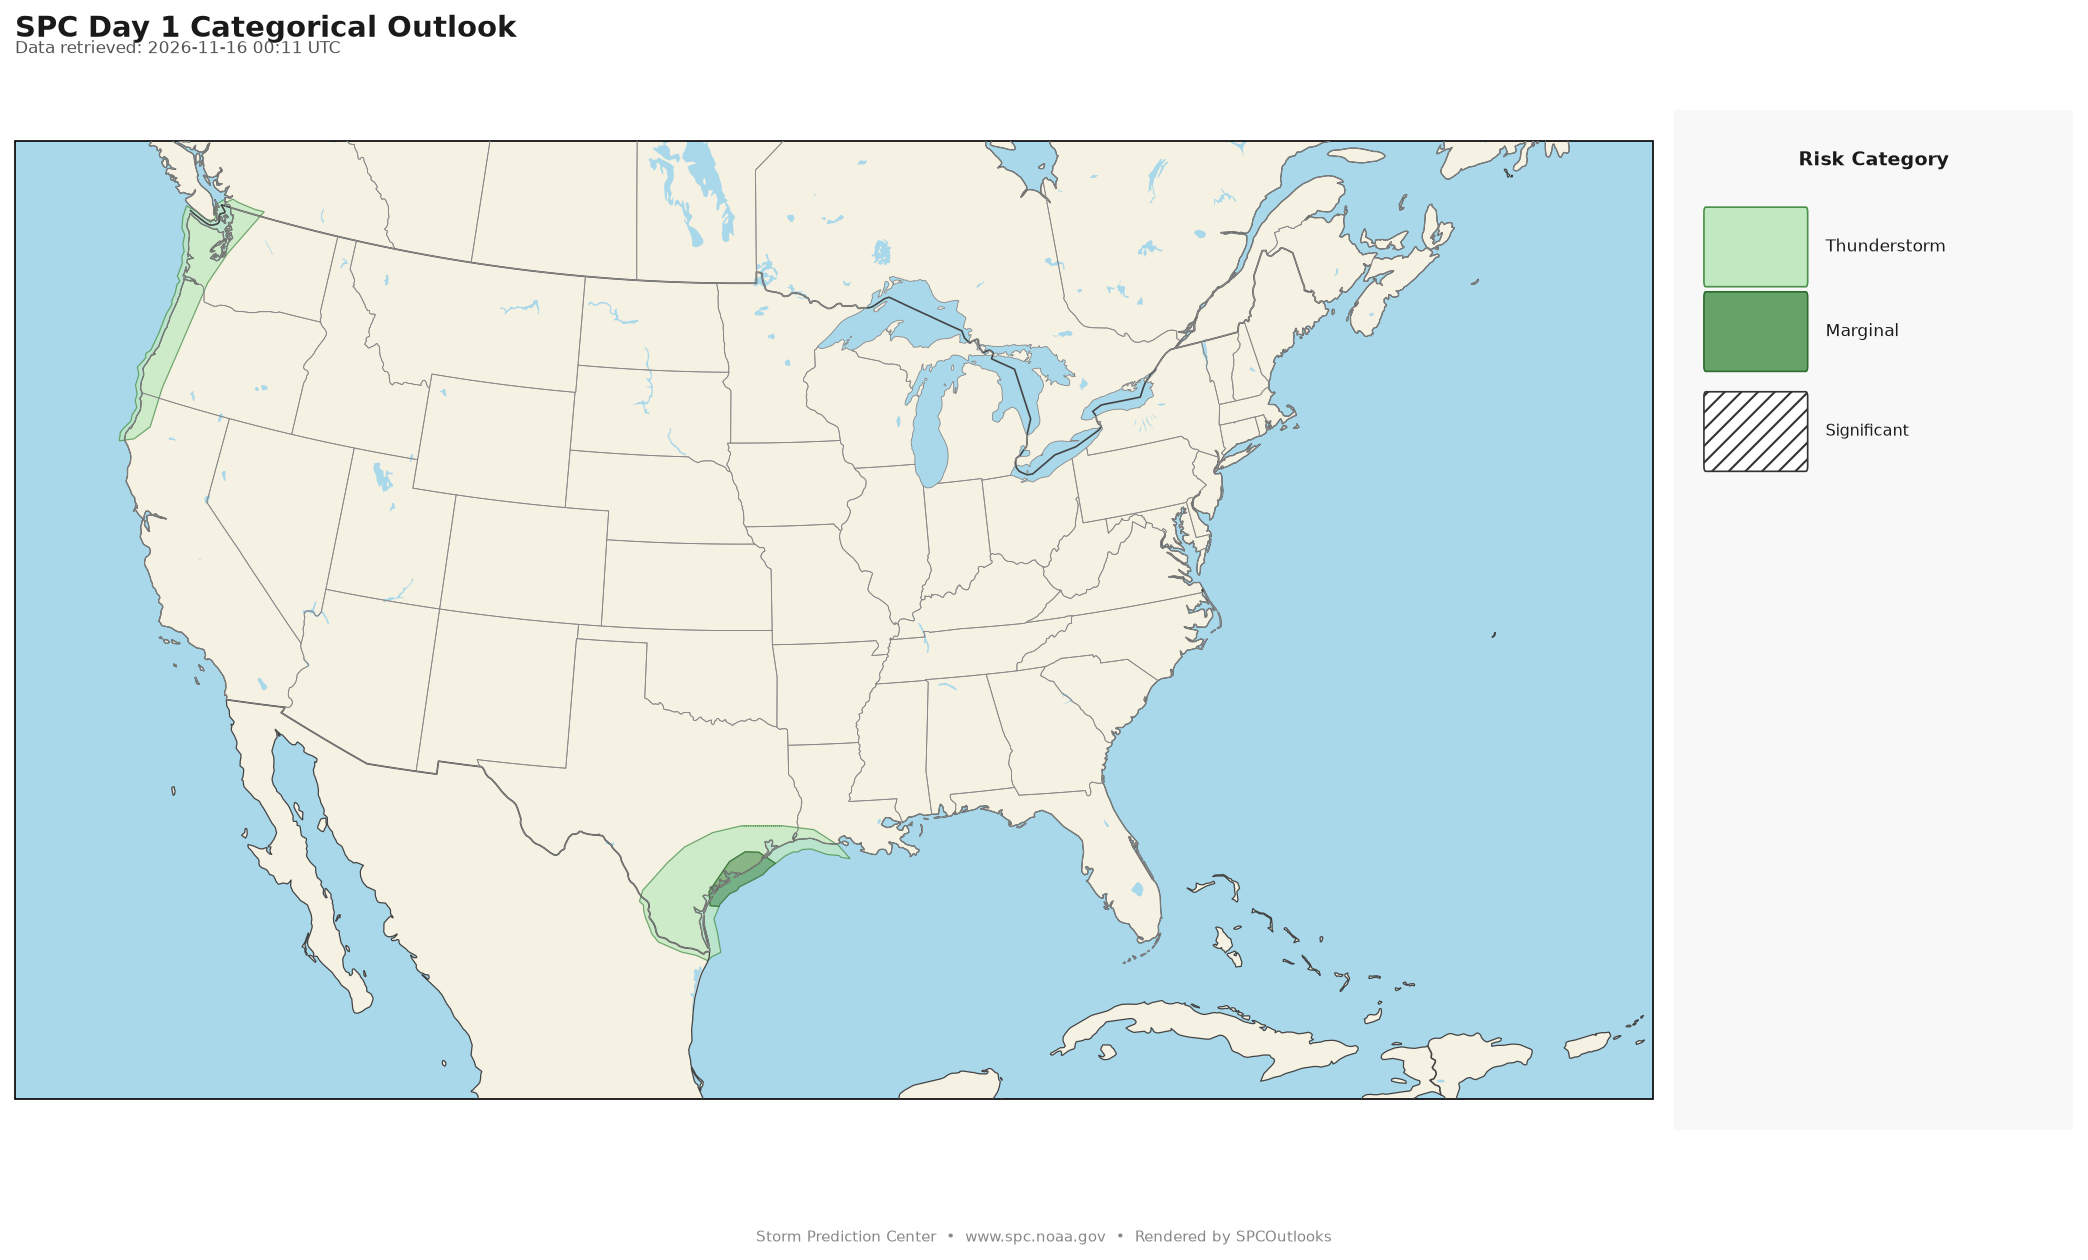 SPC Day 1 Categorical Outlook
Data retrieved: 2026-11-16 00:11 UTC
Risk Category
Thunderstorm
Marginal
Significant
Storm Prediction Center • www.spc.noaa.gov • Rendered by SPCOutlooks